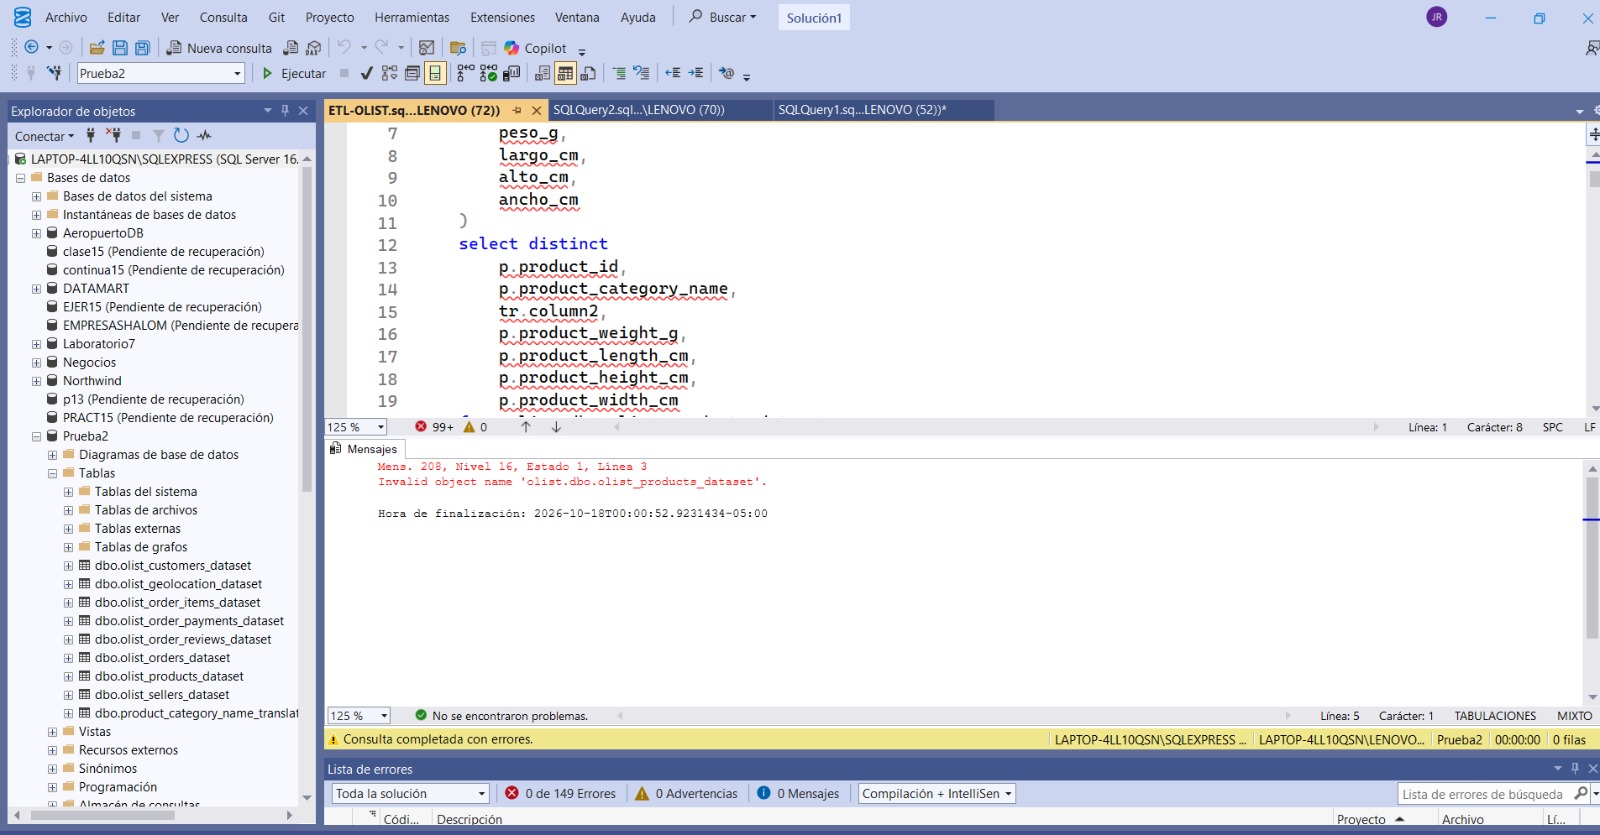 Archivo Editar Ver Consulta Git Proyecto Herramientas Extensiones Ventana Ayuda Buscar Solución1 JR
Nueva consulta Copilot
Prueba2 Ejecutar
Explorador de objetos
Conectar
LAPTOP-4LL10QSN\SQLEXPRESS (SQL Server 16.
Bases de datos
Bases de datos del sistema
Instantáneas de bases de datos
AeropuertoDB
clase15 (Pendiente de recuperación)
continua15 (Pendiente de recuperación)
DATAMART
EJER15 (Pendiente de recuperación)
EMPRESASHALOM (Pendiente de recupera
Laboratorio7
Negocios
Northwind
p13 (Pendiente de recuperación)
PRACT15 (Pendiente de recuperación)
Prueba2
Diagramas de base de datos
Tablas
Tablas del sistema
Tablas de archivos
Tablas externas
Tablas de grafos
dbo.olist_customers_dataset
dbo.olist_geolocation_dataset
dbo.olist_order_items_dataset
dbo.olist_order_payments_dataset
dbo.olist_order_reviews_dataset
dbo.olist_orders_dataset
dbo.olist_products_dataset
dbo.olist_sellers_dataset
dbo.product_category_name_translat
Vistas
Recursos externos
Sinónimos
Programación
Almacén de consultas
ETL-OLIST.sq...LENOVO (72)) SQLQuery2.sql...\LENOVO (70)) SQLQuery1.sq...LENOVO (52))*
7 peso_g,
8 largo_cm,
9 alto_cm,
10 ancho_cm
11 )
12 select distinct
13 p.product_id,
14 p.product_category_name,
15 tr.column2,
16 p.product_weight_g,
17 p.product_length_cm,
18 p.product_height_cm,
19 p.product_width_cm
125 % 99+ 0 Línea: 1 Carácter: 8 SPC LF
Mensajes
Mens. 208, Nivel 16, Estado 1, Línea 3
Invalid object name 'olist.dbo.olist_products_dataset'.
Hora de finalización: 2026-10-18T00:00:52.9231434-05:00
125 % No se encontraron problemas. Línea: 5 Carácter: 1 TABULACIONES MIXTO
Consulta completada con errores. LAPTOP-4LL10QSN\SQLEXPRESS ... LAPTOP-4LL10QSN\LENOVO... Prueba2 00:00:00 0 filas
Lista de errores
Toda la solución 0 de 149 Errores 0 Advertencias 0 Mensajes Compilación + IntelliSen Lista de errores de búsqueda
Códi... Descripción Proyecto Archivo Lí...